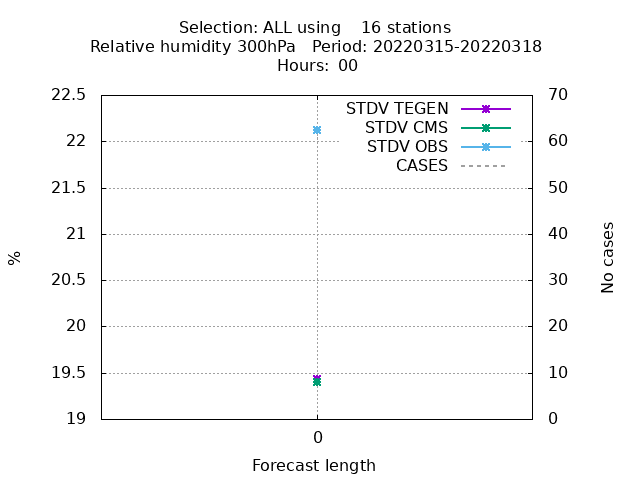 Selection: ALL using    16 stations
Relative humidity 300hPa   Period: 20220315-20220318
Hours:  00
22.5
22
21.5
21
20.5
20
19.5
19
%
STDV TEGEN
STDV CMS
STDV OBS
CASES
70
60
50
40
30
20
10
0
No cases
0
Forecast length